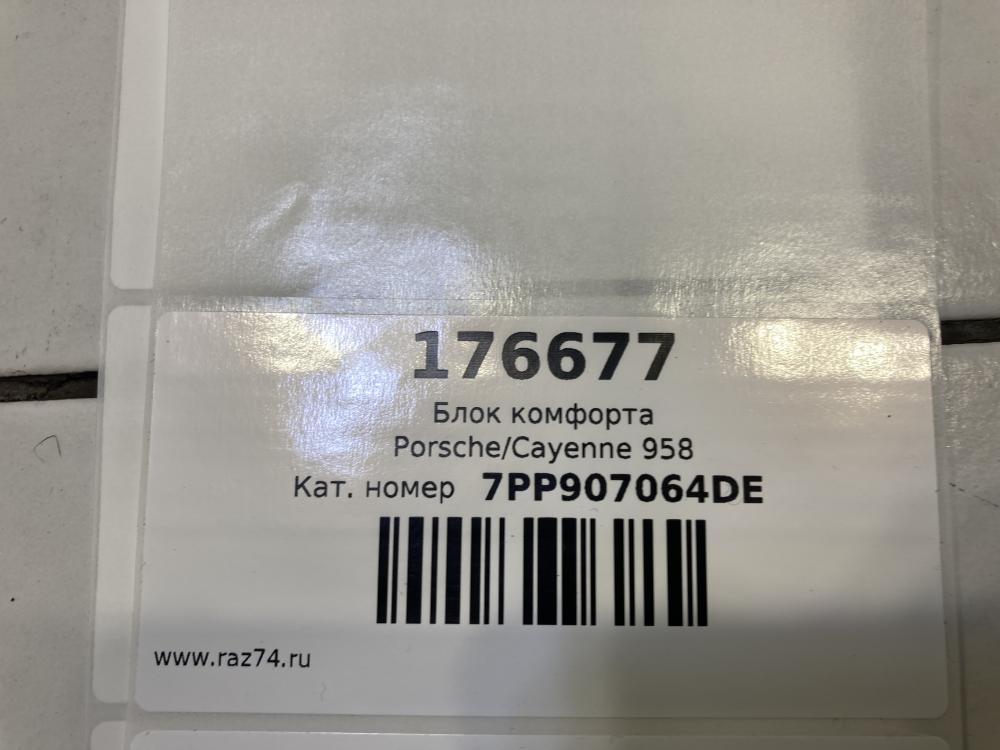 176677
Блок комфорта
Porsche/Cayenne 958
Кат. номер 7PP907064DE
www.raz74.ru